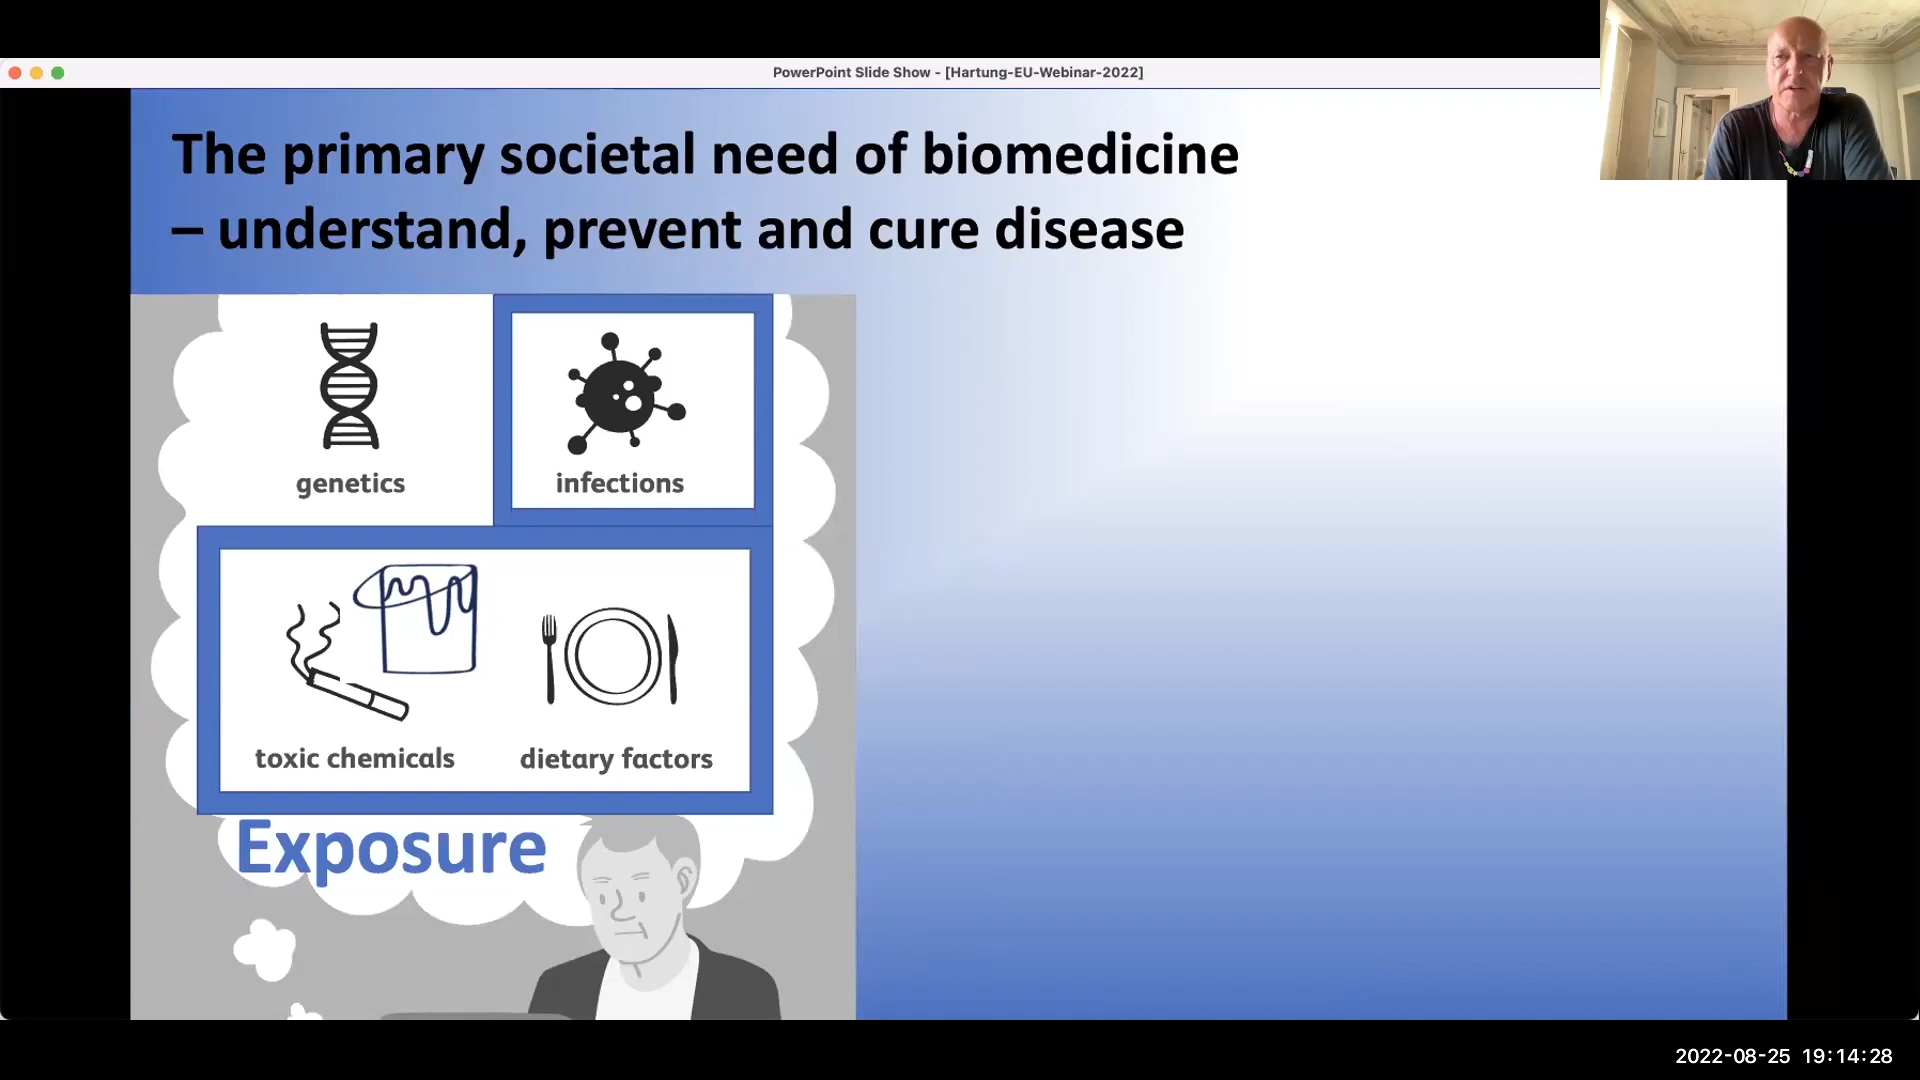 PowerPoint Slide Show - [Hartung-EU-Webinar-2022]
The primary societal need of biomedicine
– understand, prevent and cure disease
genetics
infections
toxic chemicals
dietary factors
Exposure
2022-08-25 19:14:28